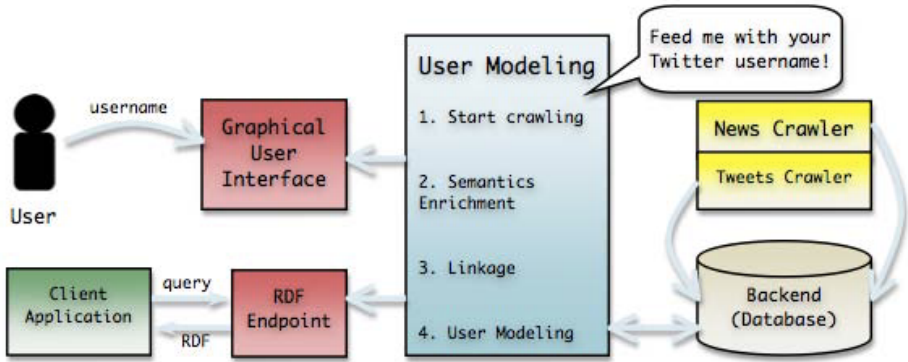 Feed me with your
Twitter username!
User Modeling
1. Start crawling
2. Semantics
Enrichment
3. Linkage
4. User Modeling
username
User
Graphical
User
Interface
News Crawler
Tweets Crawler
Client
Application
query
RDF
RDF
Endpoint
Backend
(Database)